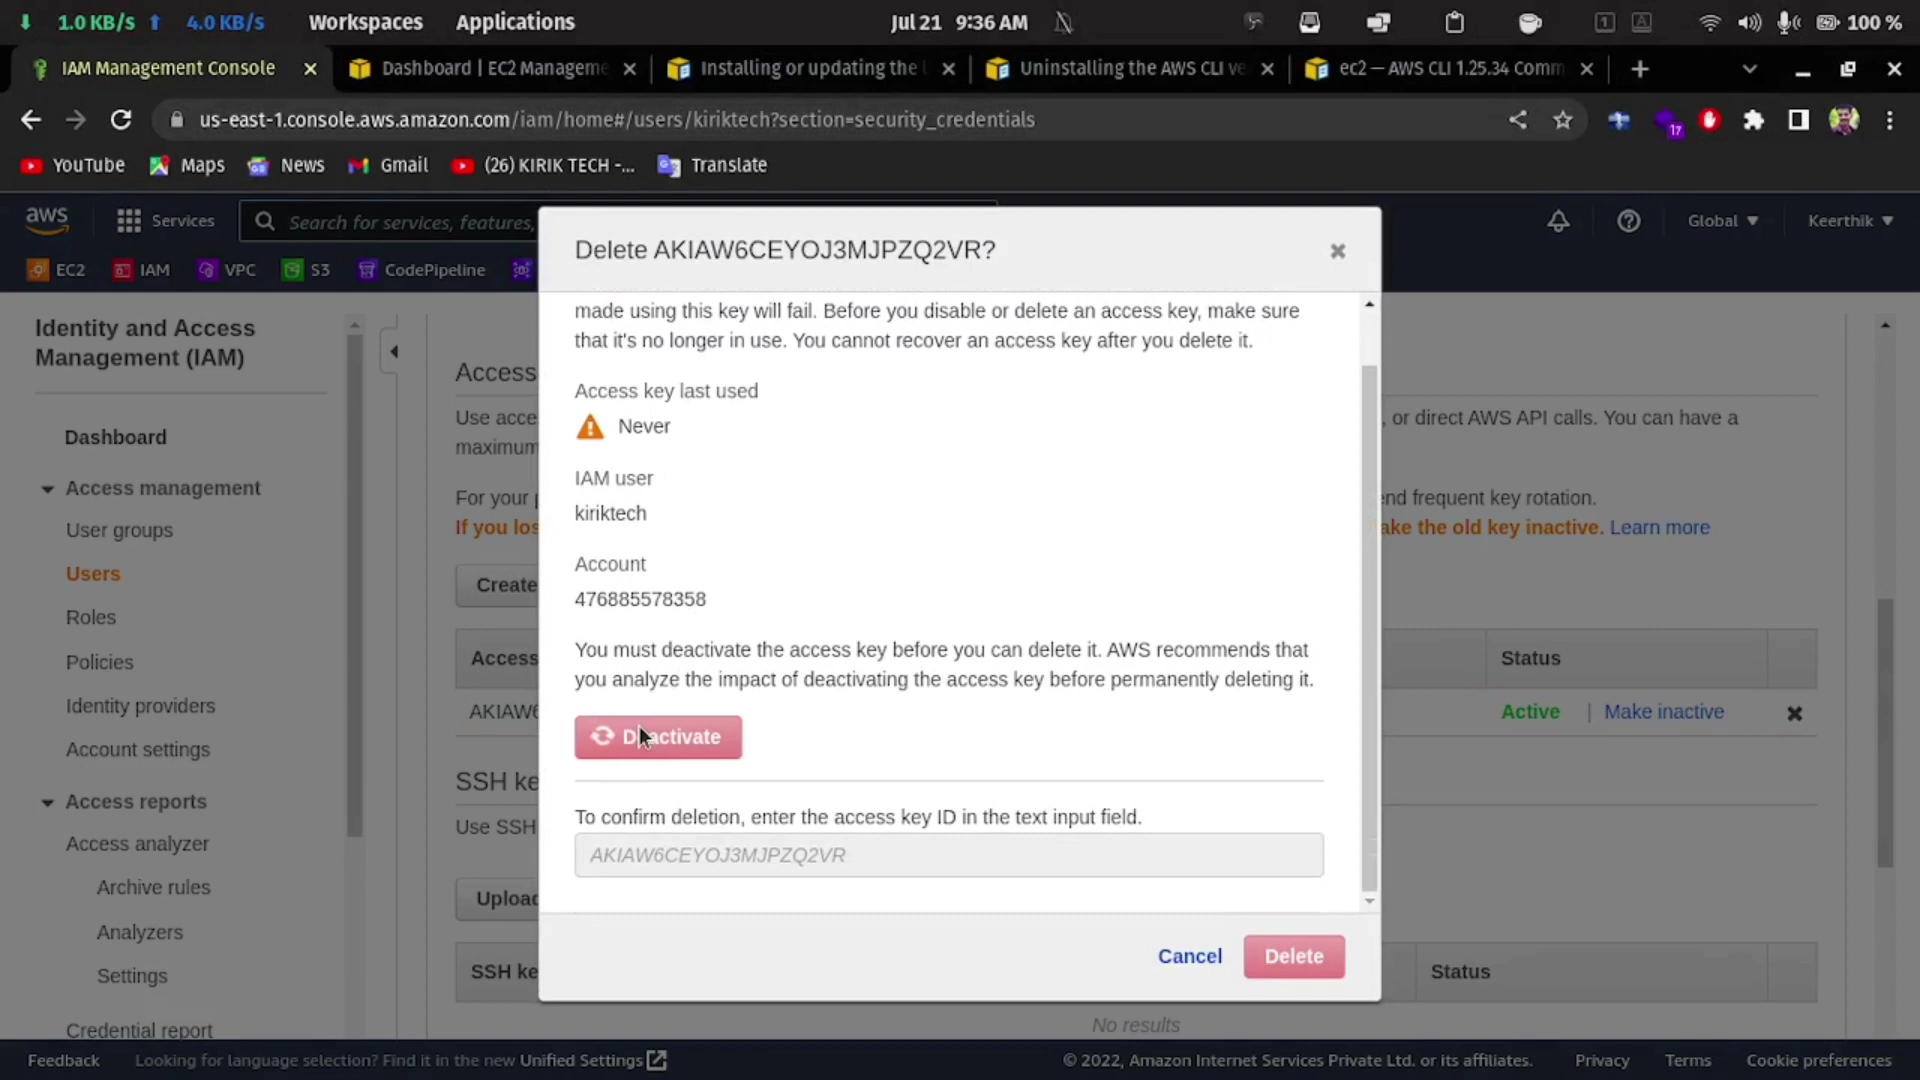 1.0 KB/s 4.0 KB/s Workspaces Applications Jul 21 9:36 AM 1 A 100 %
IAM Management Console Dashboard | EC2 Manageme Installing or updating the l Uninstalling the AWS CLI ve ec2 — AWS CLI 1.25.34 Comm
us-east-1.console.aws.amazon.com/iam/home#/users/kiriktech?section=security_credentials 17
YouTube Maps News Gmail (26) KIRIK TECH -... Translate
aws Services Search for services, features, Global Keerthik
EC2 IAM VPC S3 CodePipeline
Delete AKIAW6CEYOJ3MJPZQ2VR?
made using this key will fail. Before you disable or delete an access key, make sure
that it's no longer in use. You cannot recover an access key after you delete it.
Access key last used
Never
IAM user
kiriktech
Account
476885578358
You must deactivate the access key before you can delete it. AWS recommends that
you analyze the impact of deactivating the access key before permanently deleting it.
Deactivate
To confirm deletion, enter the access key ID in the text input field.
AKIAW6CEYOJ3MJPZQ2VR
Cancel Delete
Identity and Access
Management (IAM)
Dashboard
Access management
User groups
Users
Roles
Policies
Identity providers
Account settings
Access reports
Access analyzer
Archive rules
Analyzers
Settings
Credential report
Access
Use acce , or direct AWS API calls. You can have a
maximum
For your nd frequent key rotation.
If you los ake the old key inactive. Learn more
Create
Access Status
AKIAW6 Active | Make inactive
SSH ke
Use SSH
Upload
SSH ke Status
No results
Feedback Looking for language selection? Find it in the new Unified Settings © 2022, Amazon Internet Services Private Ltd. or its affiliates. Privacy Terms Cookie preferences